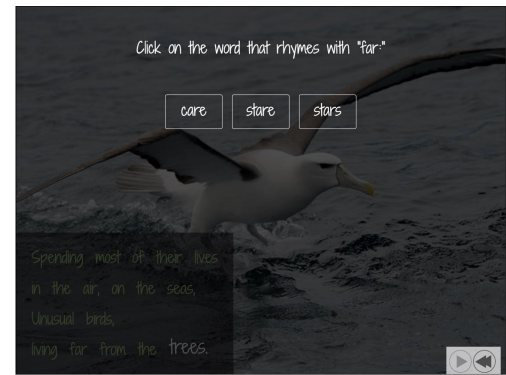 Click on the word that rhymes with "far:"
care
stare
stars
Spending most of their lives
in the air, on the seas,
Unusual birds,
living far from the trees.